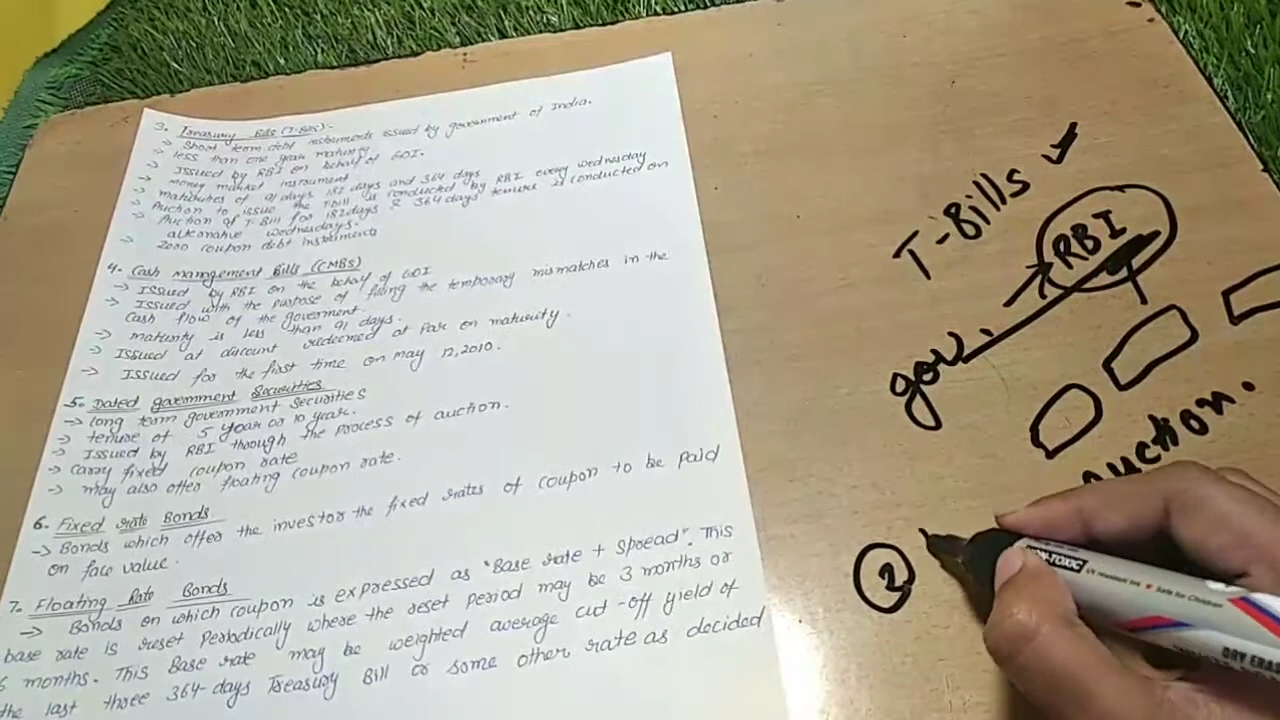 3. Treasury Bills (T-Bills):-
→ Short term debt instruments issued by government of India.
→ less than one year maturity.
→ Issued by RBI on behalf of GOI.
→ money market instrument
→ maturities of 91 days 182 days and 364 days
→ Auction to issue the T-bill is conducted by RBI every wednesday
→ Auction of T-Bill for 182 days & 364 days tenure is conducted on
alternative wednesdays.
→ Zero coupon debt instruments
4. Cash Management Bills (CMBs)
→ Issued by RBI on the behalf of GOI
→ Issued with the purpose of filling the temporary mismatches in the
cash flow of the government.
→ maturity is less than 91 days.
→ Issued at discount redeemed at par on maturity.
→ Issued for the first time on may 12, 2010.
5. Dated government Securities
→ long term government securities
→ tenure of 5 year or 10 year.
→ Issued by RBI through the process of auction.
→ Carry fixed coupon rate
→ may also offer floating coupon rate.
6. Fixed rate Bonds
→ Bonds which offer the investor the fixed rates of coupon to be paid
on face value.
7. Floating Rate Bonds
→ Bonds on which coupon is expressed as "Base rate + spread". This
base rate is reset periodically where the reset period may be 3 months or
6 months. This Base rate may be weighted average cut-off yield of
the last three 364-days Treasury Bill or some other rate as decided
T-Bills
RBI
gov.
auction.
2
NON-TOXIC
Safe for Children
DRY ERAS